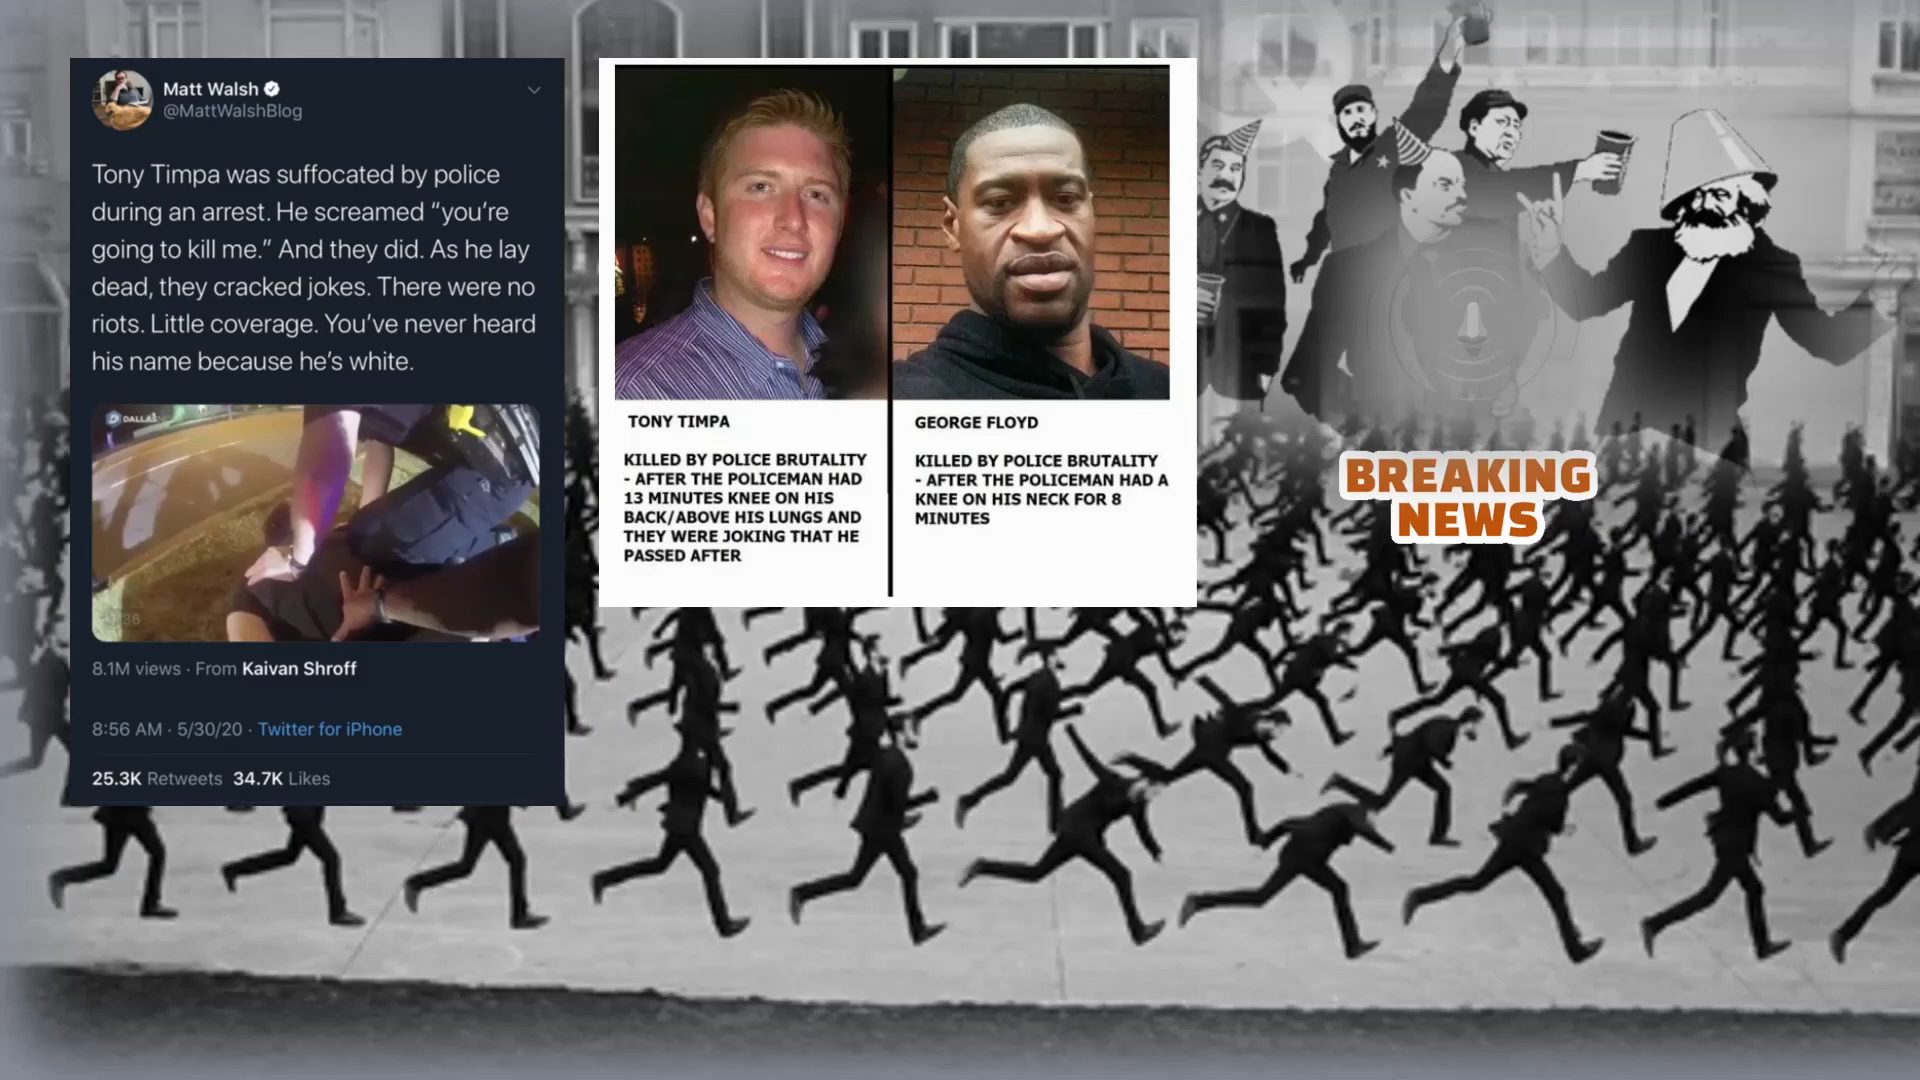 Matt Walsh
@MattWalshBlog
Tony Timpa was suffocated by police
during an arrest. He screamed “you’re
going to kill me.” And they did. As he lay
dead, they cracked jokes. There were no
riots. Little coverage. You’ve never heard
his name because he’s white.
8.1M views · From Kaivan Shroff
8:56 AM · 5/30/20 · Twitter for iPhone
25.3K Retweets 34.7K Likes
TONY TIMPA
KILLED BY POLICE BRUTALITY
- AFTER THE POLICEMAN HAD
13 MINUTES KNEE ON HIS
BACK/ABOVE HIS LUNGS AND
THEY WERE JOKING THAT HE
PASSED AFTER
GEORGE FLOYD
KILLED BY POLICE BRUTALITY
- AFTER THE POLICEMAN HAD A
KNEE ON HIS NECK FOR 8
MINUTES
BREAKING
NEWS